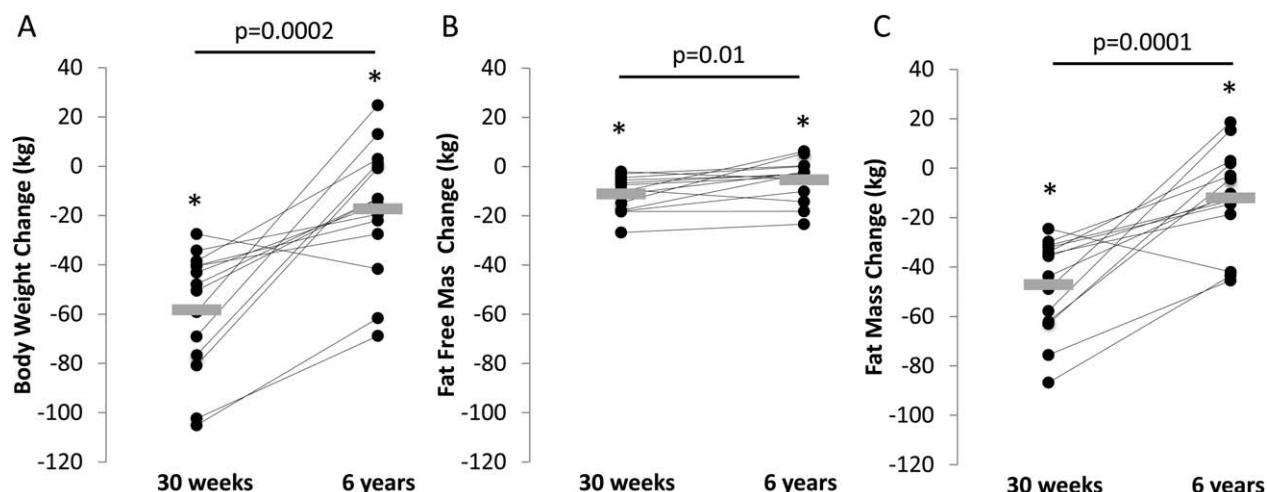 A
p=0.0002
40
20
0
-20
-40
-60
-80
-100
-120
Body Weight Change (kg)
*
*
30 weeks
6 years
B
p=0.01
40
20
0
-20
-40
-60
-80
-100
-120
Fat Free Mas Change (kg)
*
*
30 weeks
6 years
C
p=0.0001
40
20
0
-20
-40
-60
-80
-100
-120
Fat Mass Change (kg)
*
*
30 weeks
6 years